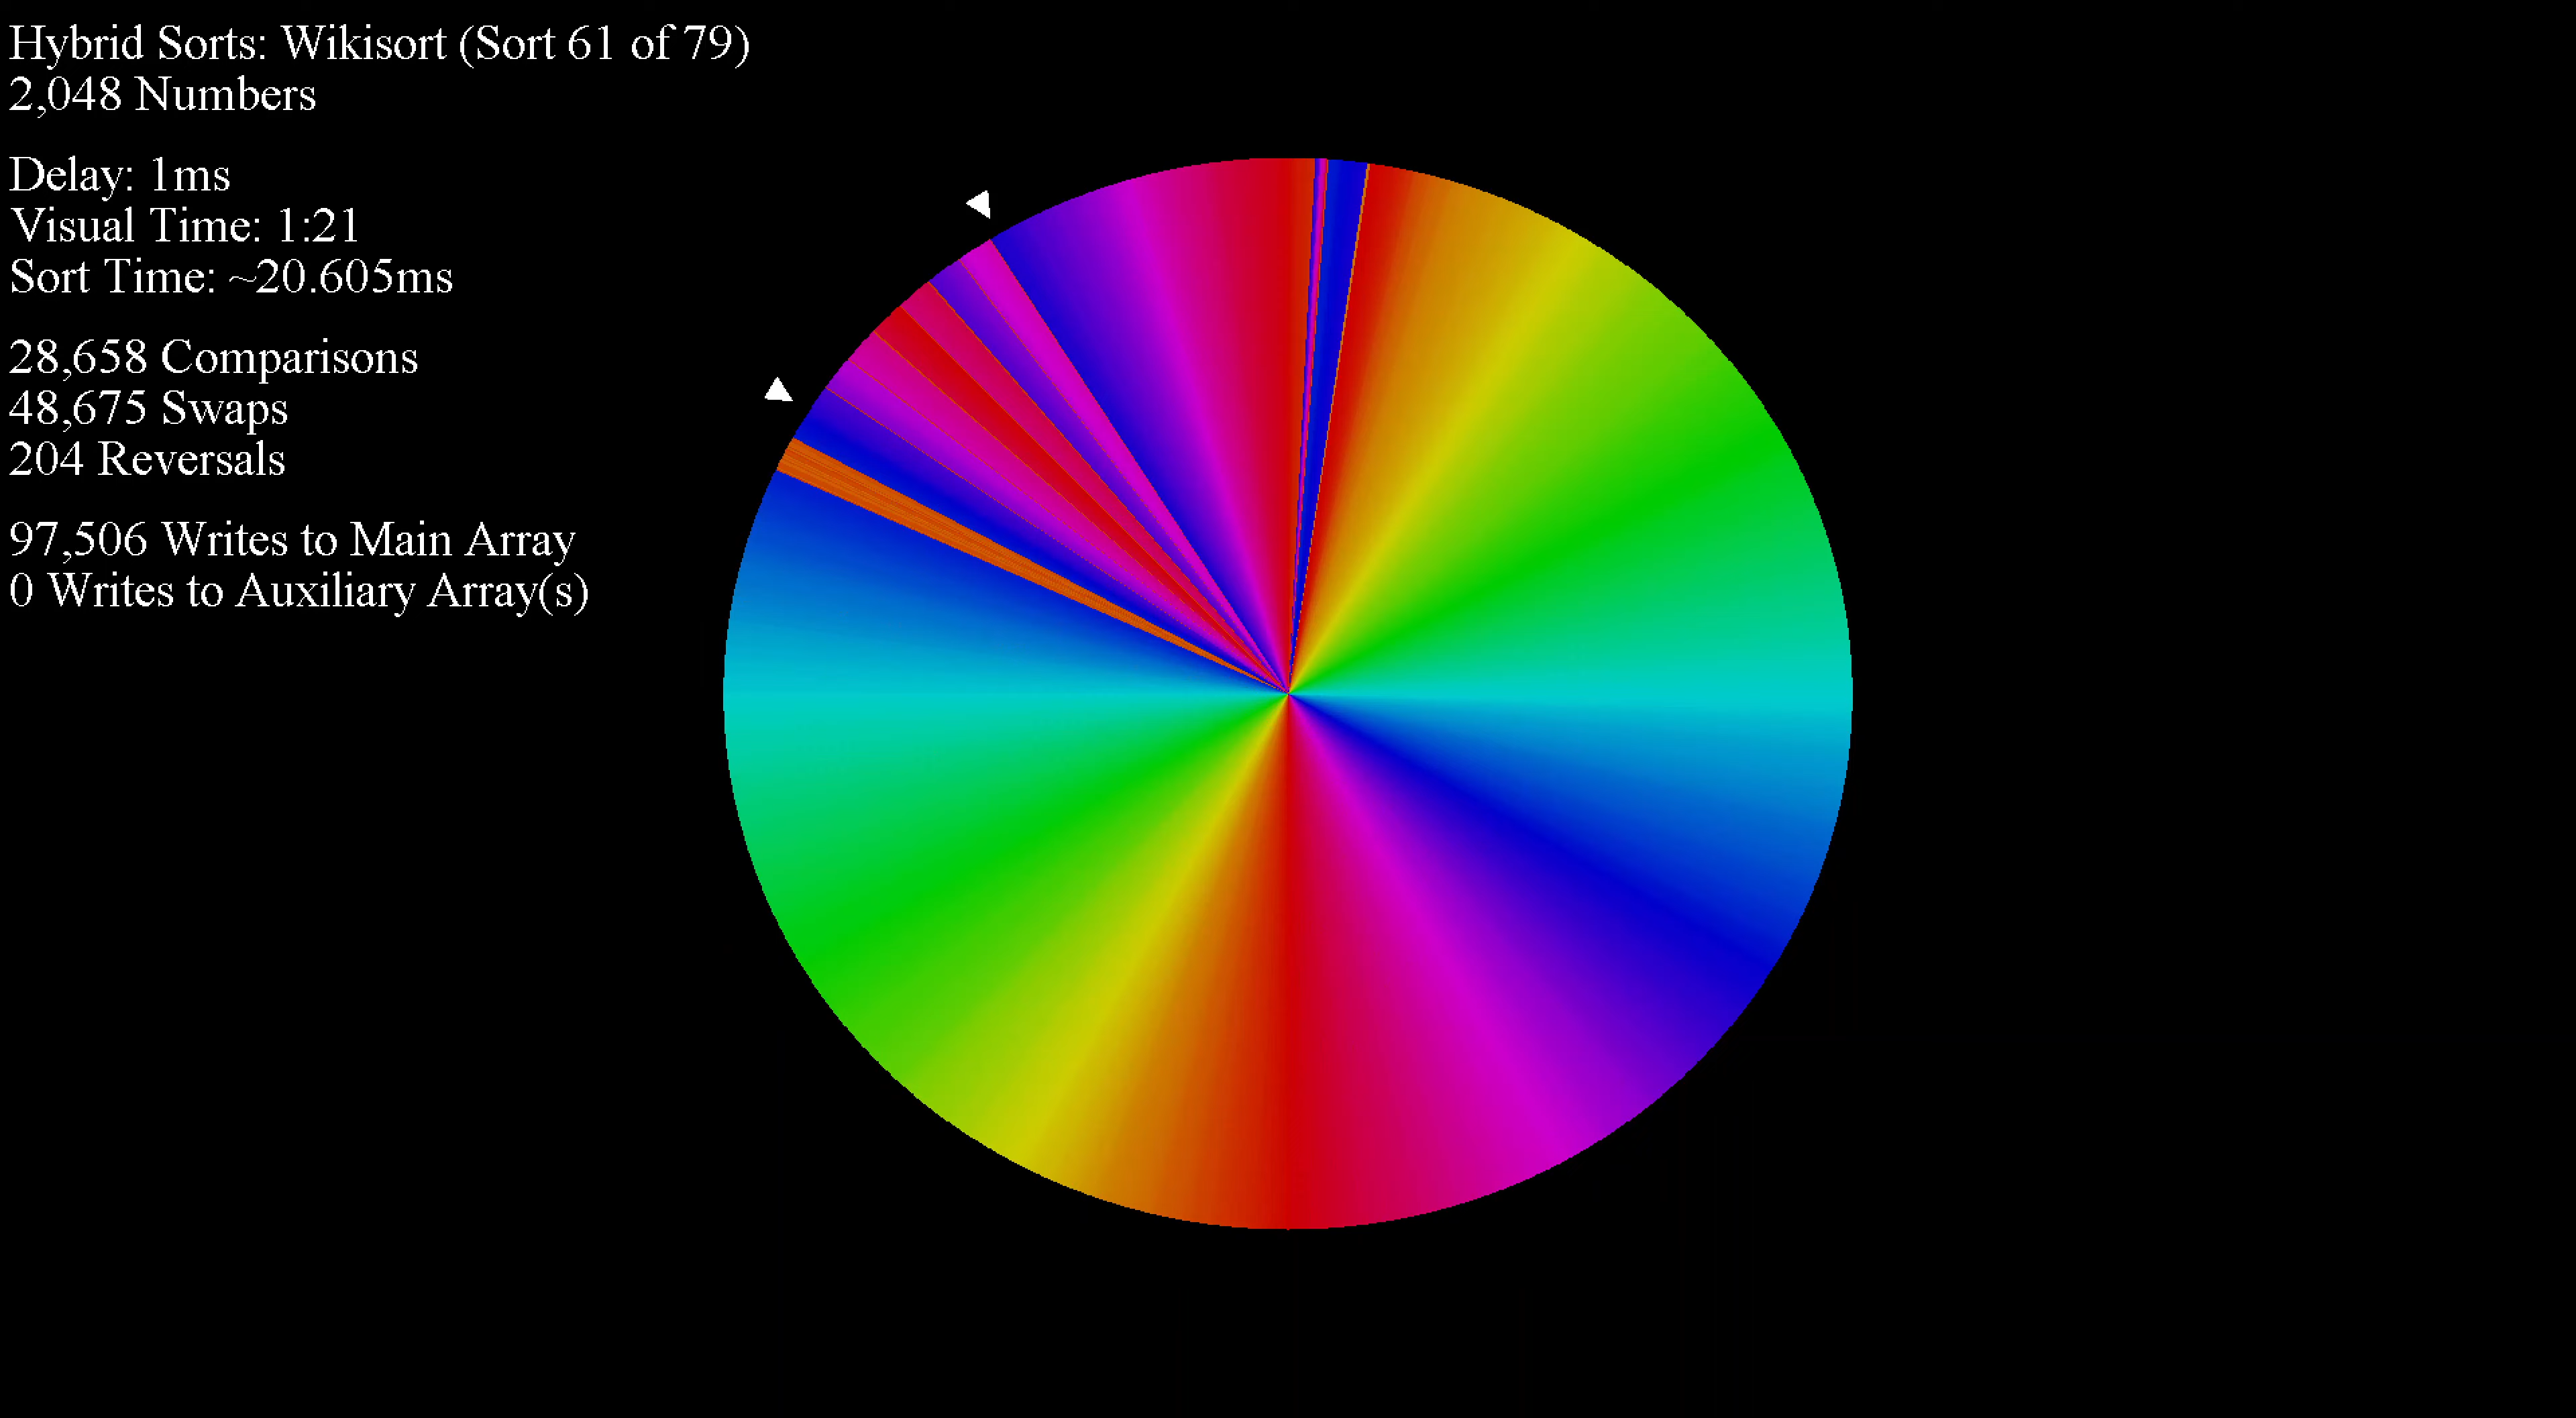 Hybrid Sorts: Wikisort (Sort 61 of 79)
2,048 Numbers
Delay: 1ms
Visual Time: 1:21
Sort Time: ~20.605ms
28,658 Comparisons
48,675 Swaps
204 Reversals
97,506 Writes to Main Array
0 Writes to Auxiliary Array(s)